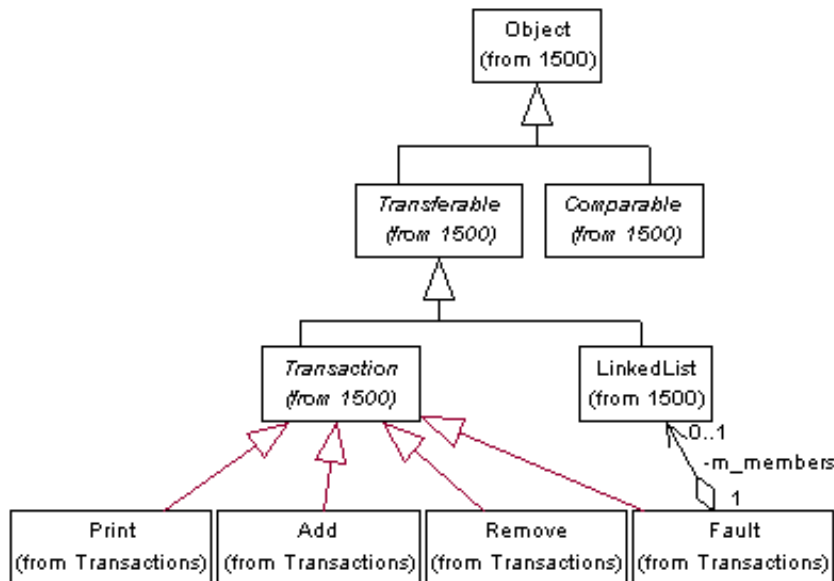 Object
(from 1500)
Transferable
(from 1500)
Comparable
(from 1500)
Transaction
(from 1500)
LinkedList
(from 1500)
0..1
-m_members
1
Print
(from Transactions)
Add
(from Transactions)
Remove
(from Transactions)
Fault
(from Transactions)